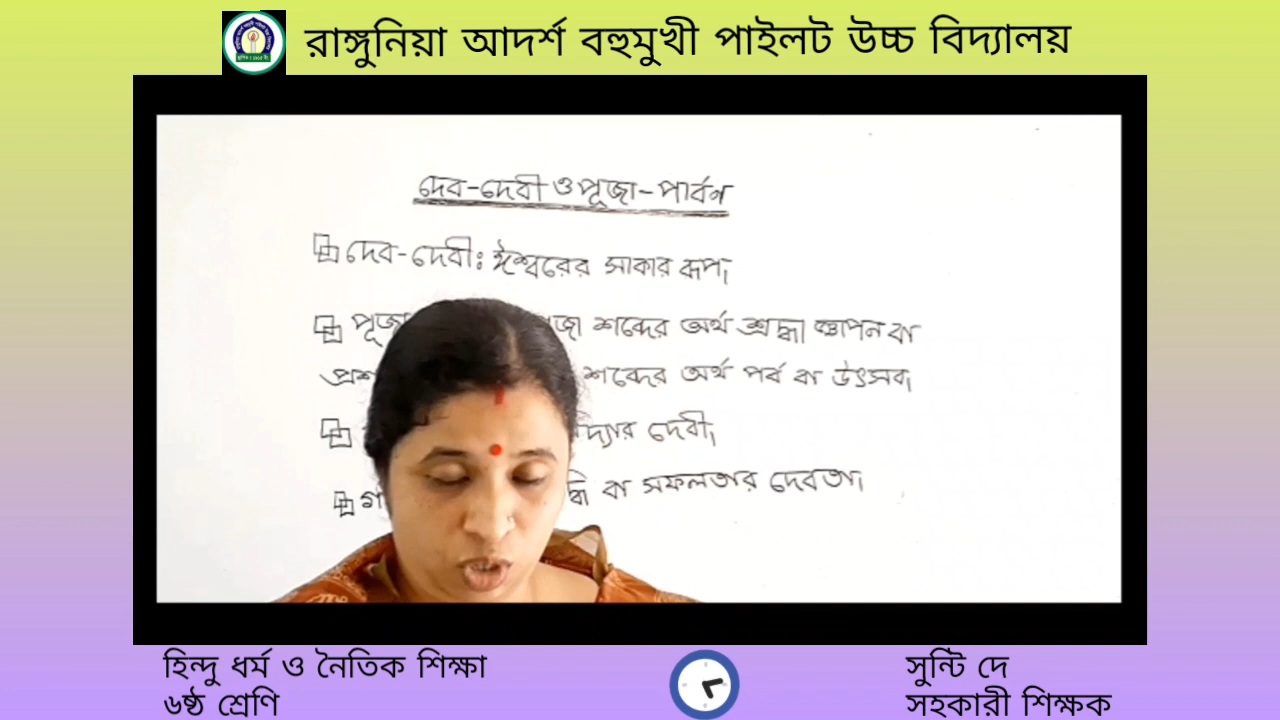 রাঙ্গুনিয়া আদর্শ বহুমুখী পাইলট উচ্চ বিদ্যালয়
দেব-দেবী ও পূজা-পার্বণ
দেব-দেবীঃ ঈশ্বরের সাকার রূপ।
পূজা শব্দের অর্থ শ্রদ্ধা জ্ঞাপন বা
শব্দের অর্থ পর্ব বা উৎসব।
দেবী।
বা সফলতার দেবতা।
হিন্দু ধর্ম ও নৈতিক শিক্ষা
৬ষ্ঠ শ্রেণি
সুন্টি দে
সহকারী শিক্ষক